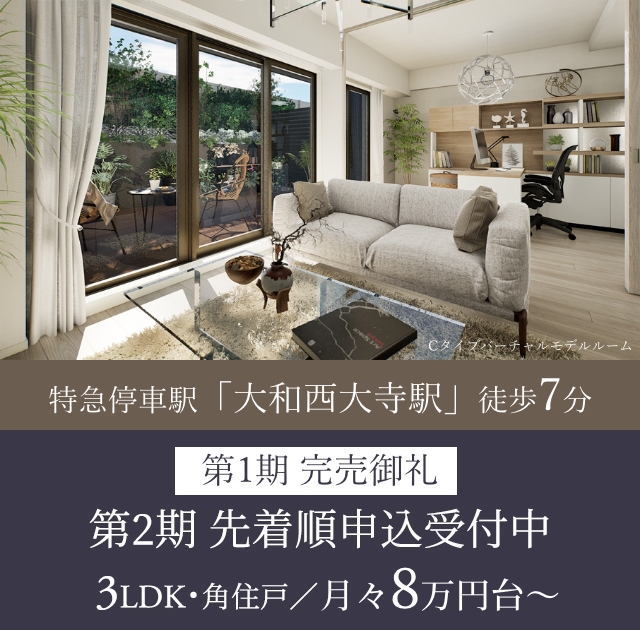 Cタイプバーチャルモデルルーム
特急停車駅「大和西大寺駅」徒歩7分
第1期 完売御礼
第2期 先着順申込受付中
3LDK・角住戸／月々8万円台～